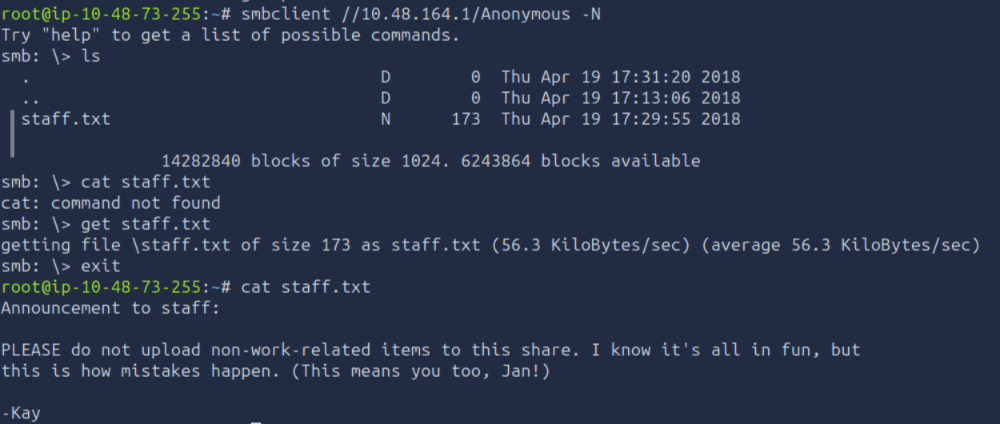 root@ip-10-48-73-255:~# smbclient //10.48.164.1/Anonymous -N
Try "help" to get a list of possible commands.
smb: \> ls
  .                                   D        0  Thu Apr 19 17:31:20 2018
  ..                                  D        0  Thu Apr 19 17:13:06 2018
  staff.txt                           N      173  Thu Apr 19 17:29:55 2018
                14282840 blocks of size 1024. 6243864 blocks available
smb: \> cat staff.txt
cat: command not found
smb: \> get staff.txt
getting file \staff.txt of size 173 as staff.txt (56.3 KiloBytes/sec) (average 56.3 KiloBytes/sec)
smb: \> exit
root@ip-10-48-73-255:~# cat staff.txt
Announcement to staff:
PLEASE do not upload non-work-related items to this share. I know it's all in fun, but
this is how mistakes happen. (This means you too, Jan!)
-Kay